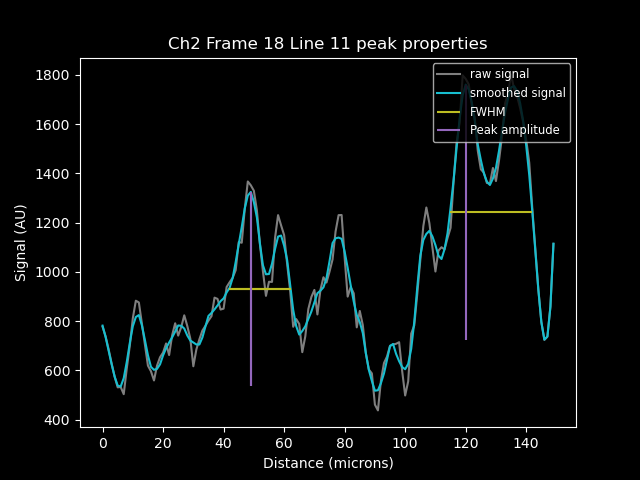 Ch2 Frame 18 Line 11 peak properties
raw signal
smoothed signal
FWHM
Peak amplitude
1800
1600
1400
1200
1000
800
600
400
Signal (AU)
0 20 40 60 80 100 120 140
Distance (microns)